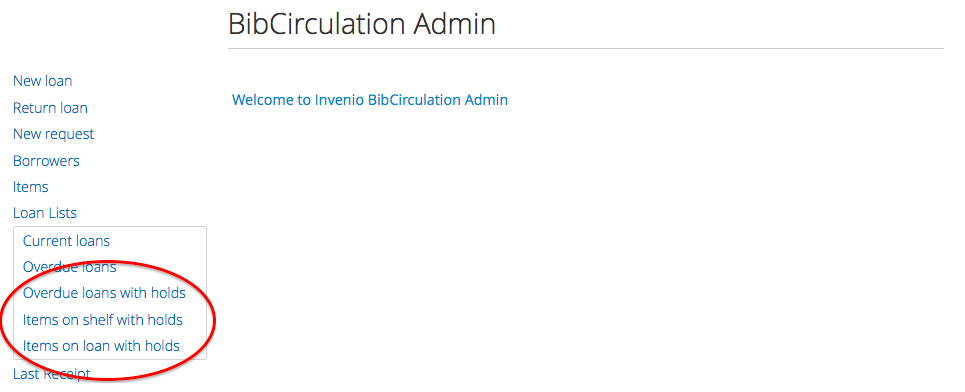 BibCirculation Admin
New loan
Return loan
New request
Borrowers
Items
Loan Lists
Current loans
Overdue loans
Overdue loans with holds
Items on shelf with holds
Items on loan with holds
Last Receipt
Welcome to Invenio BibCirculation Admin